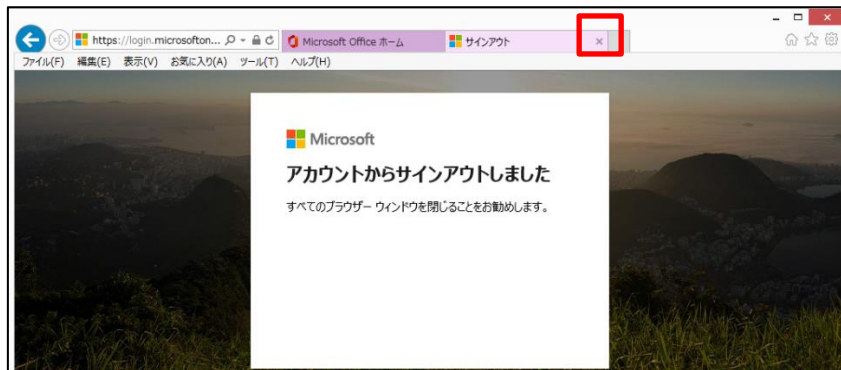 https://login.microsofton... Microsoft Office ホーム サインアウト
ファイル(F) 編集(E) 表示(V) お気に入り(A) ツール(T) ヘルプ(H)
Microsoft
アカウントからサインアウトしました
すべてのブラウザー ウィンドウを閉じることをお勧めします。